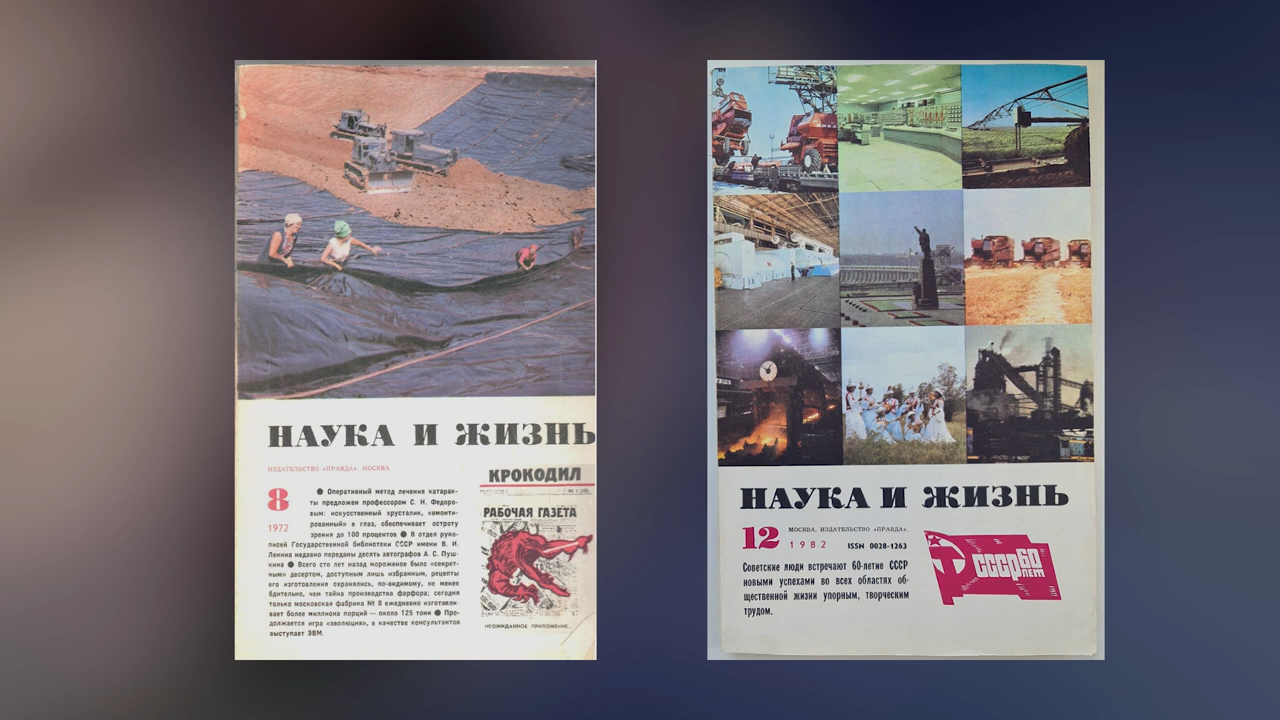 НАУКА И ЖИЗНЬ
ИЗДАТЕЛЬСТВО «ПРАВДА». МОСКВА
8
1972
● Оперативный метод лечения катарак-
ты предложен профессором С. Н. Федоро-
вым: искусственный хрусталик, «вмонти-
рованный» в глаз, обеспечивает остроту
зрения до 100 процентов ● В отдел руко-
писей Государственной библиотеки СССР имени В. И.
Ленина недавно переданы десять автографов А. С. Пуш-
кина ● Всего сто лет назад мороженое было «секрет-
ным» десертом, доступным лишь избранным, рецепты
его изготовления охранялись, по-видимому, не менее
бдительно, чем тайна производства фарфора; сегодня
только московская фабрика № 8 ежедневно изготавли-
вает более миллиона порций — около 125 тонн ● Про-
должается игра «эволюция», в качестве консультантов
выступает ЭВМ.
КРОКОДИЛ
РАБОЧАЯ ГАЗЕТА
НЕОЖИДАННОЕ ПРИЛОЖЕНИЕ.
НАУКА И ЖИЗНЬ
12
МОСКВА. ИЗДАТЕЛЬСТВО «ПРАВДА».
1982 ISSN 0028-1263
Советские люди встречают 60-летие СССР
новыми успехами во всех областях об-
щественной жизни упорным, творческим
трудом.
СССР 60
ЛЕТ